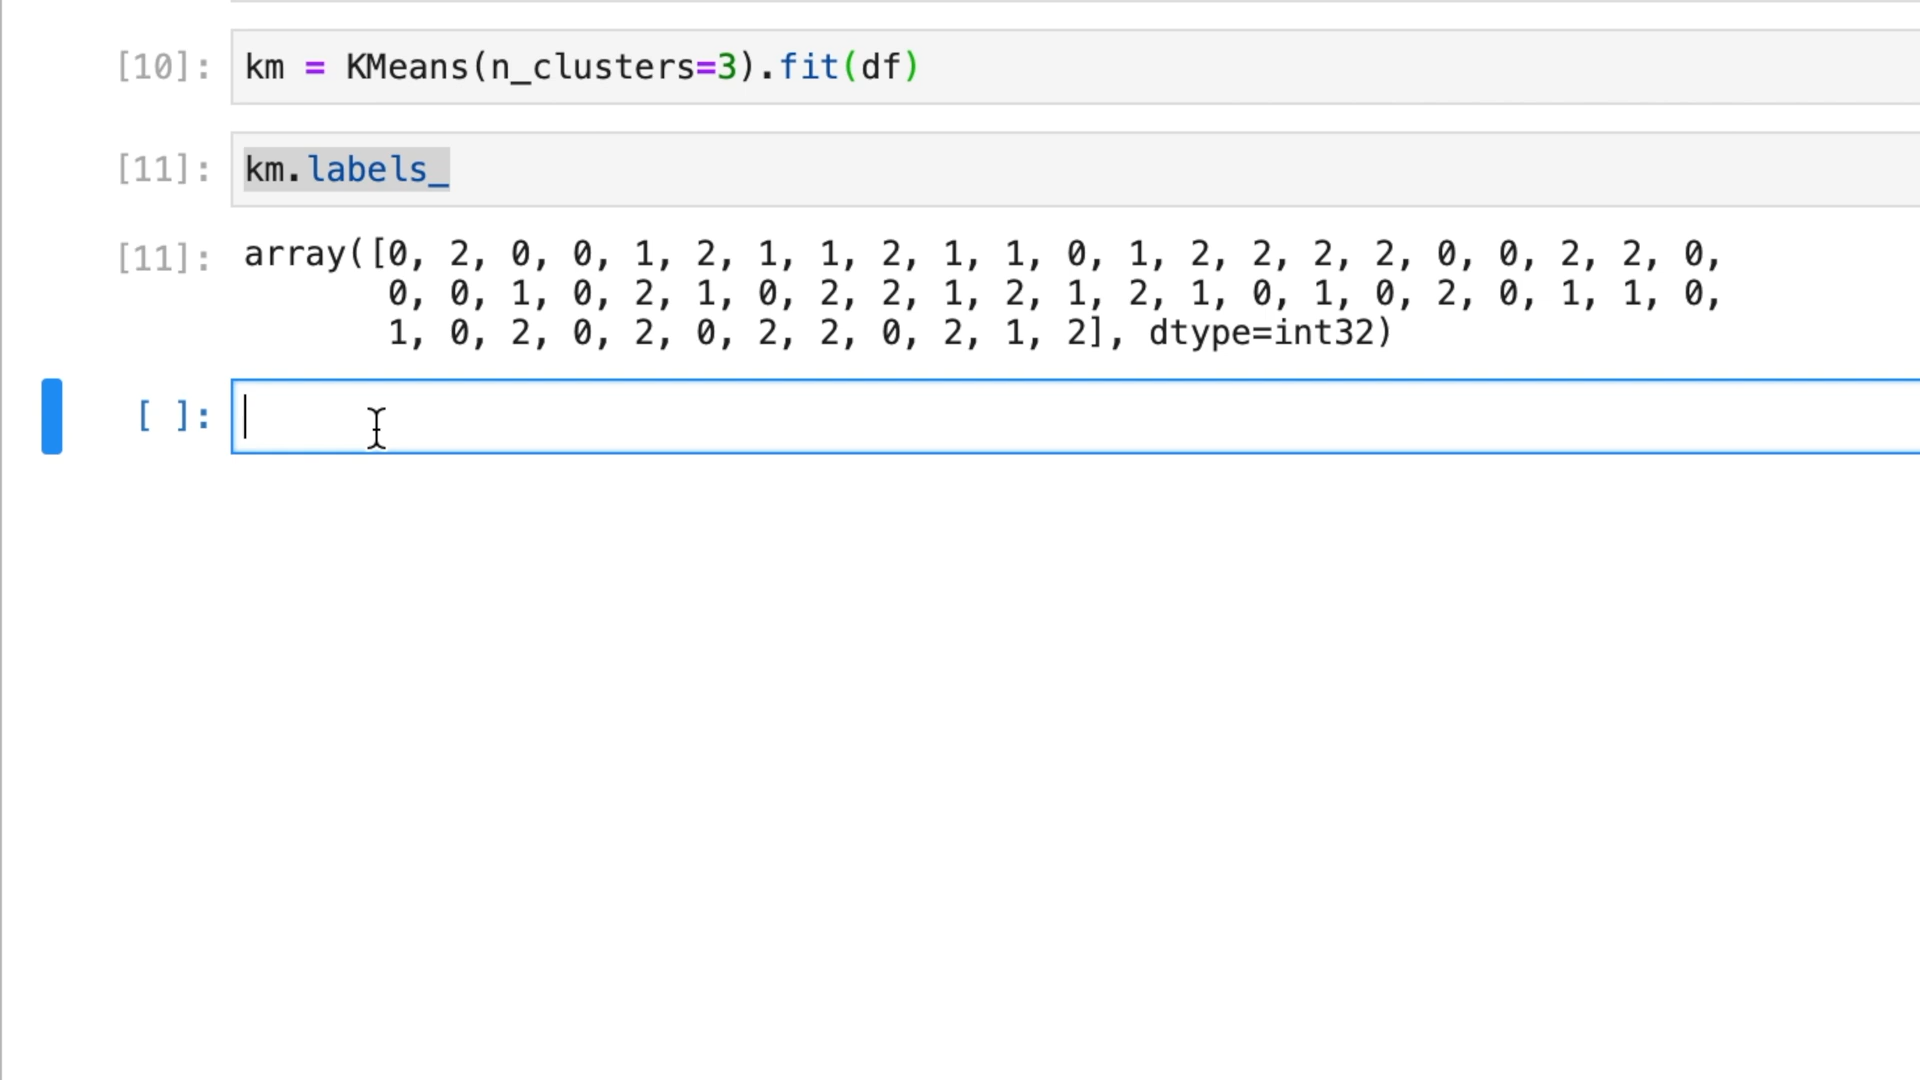 [10]: km = KMeans(n_clusters=3).fit(df)
[11]: km.labels_
[11]: array([0, 2, 0, 0, 1, 2, 1, 1, 2, 1, 1, 0, 1, 2, 2, 2, 2, 0, 0, 2, 2, 0,
0, 0, 1, 0, 2, 1, 0, 2, 2, 1, 2, 1, 2, 1, 0, 1, 0, 2, 0, 1, 1, 0,
1, 0, 2, 0, 2, 0, 2, 2, 0, 2, 1, 2], dtype=int32)
[ ]: